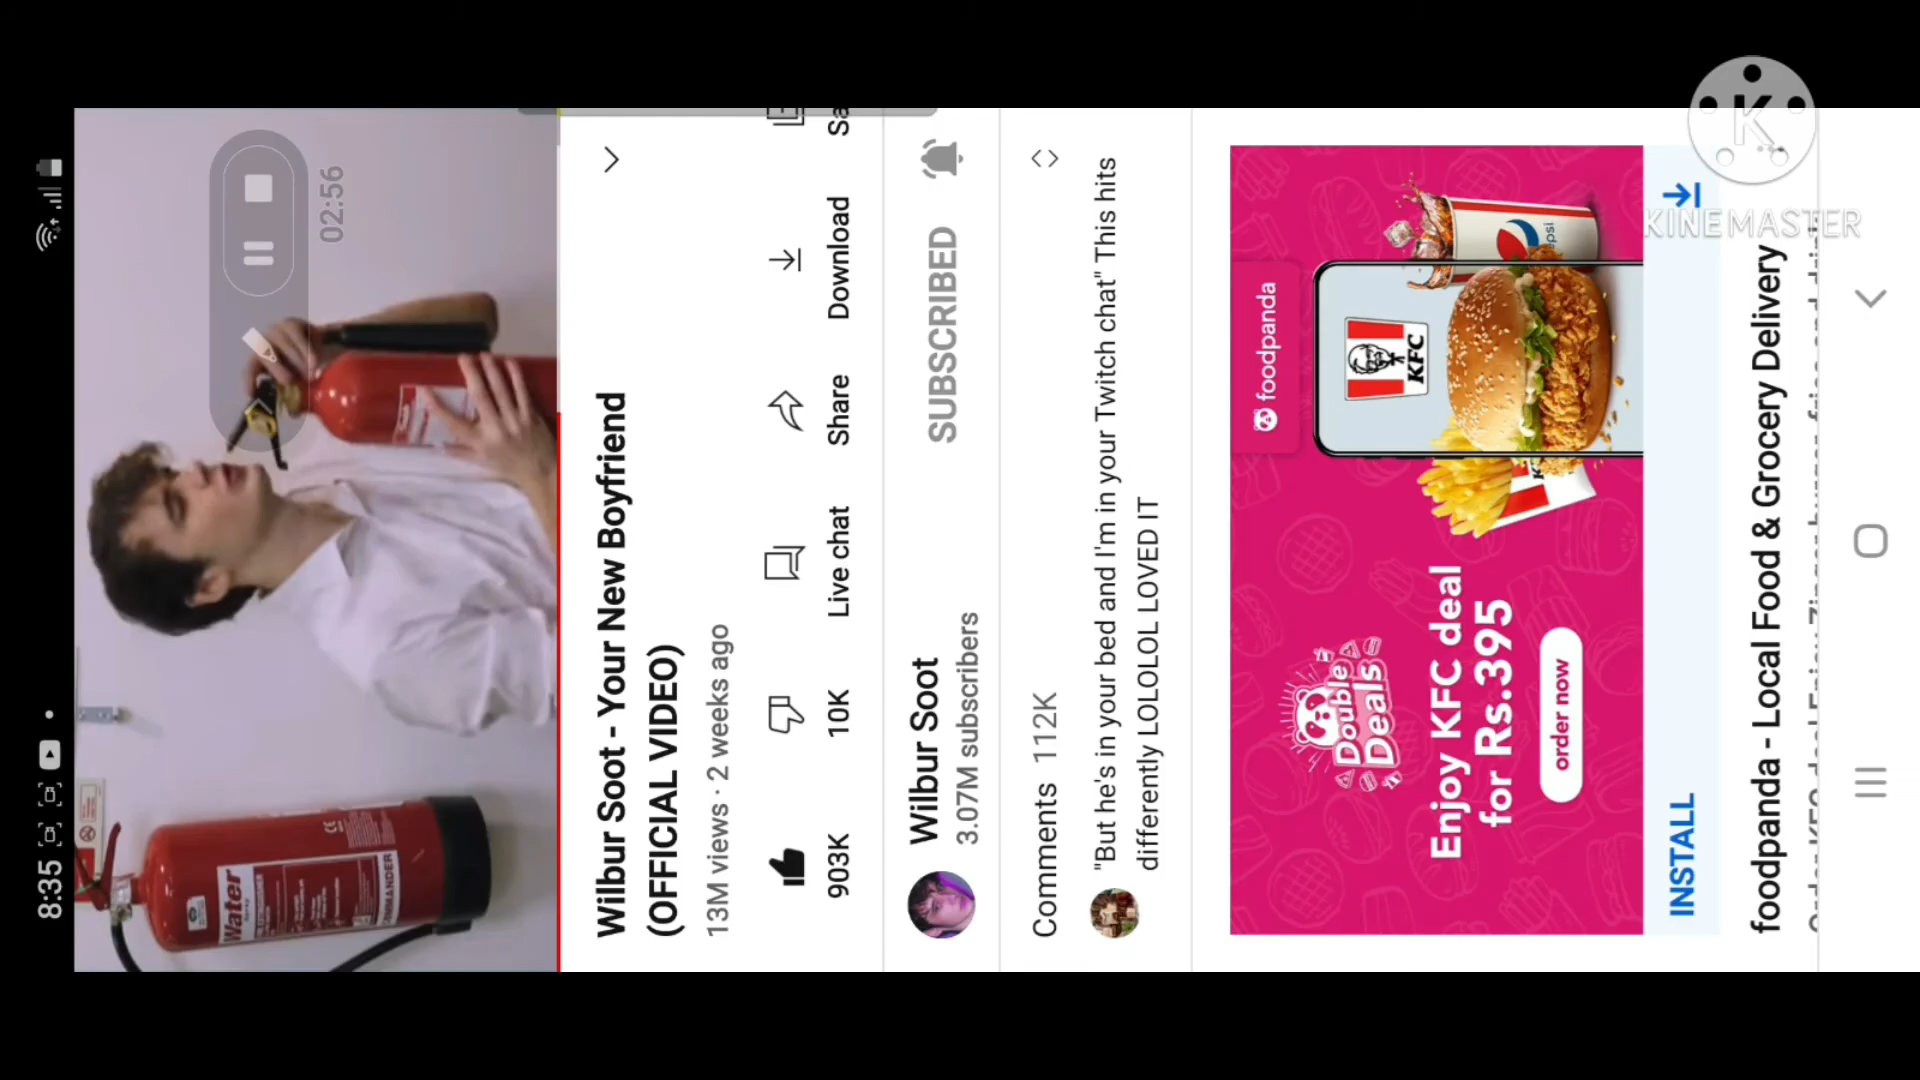 8:35
02:56
Water
COMMANDER
Wilbur Soot - Your New Boyfriend
(OFFICIAL VIDEO)
13M views · 2 weeks ago
903K
10K
Live chat
Share
Download
Wilbur Soot
3.07M subscribers
SUBSCRIBED
Comments 112K
"But he's in your bed and I'm in your Twitch chat" This hits
differently LOLOLOL LOVED IT
foodpanda
KFC
Double
Deals
Enjoy KFC deal
for Rs.395
order now
INSTALL
foodpanda - Local Food & Grocery Delivery
K
KINEMASTER